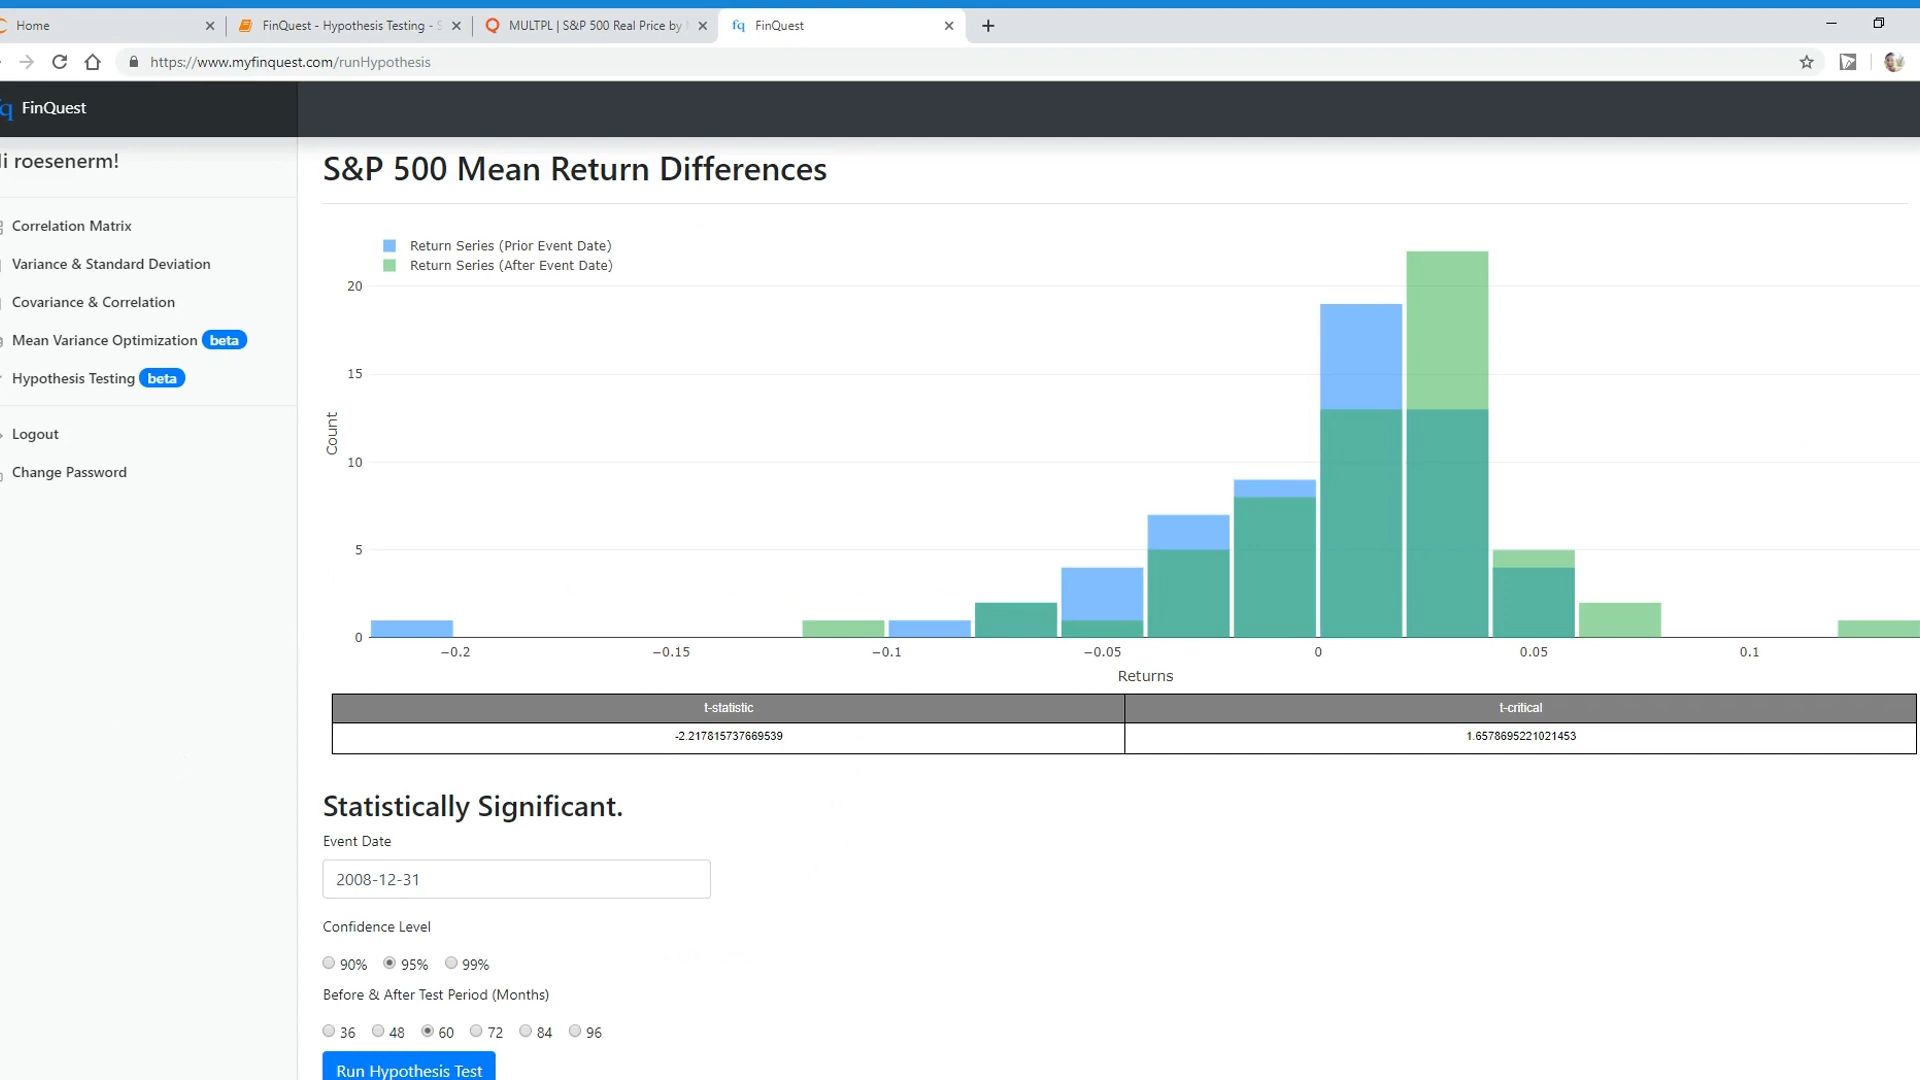 Home
FinQuest - Hypothesis Testing - S
MULTPL | S&P 500 Real Price by
fq FinQuest
https://www.myfinquest.com/runHypothesis
fq FinQuest
i roesenerm!
Correlation Matrix
Variance & Standard Deviation
Covariance & Correlation
Mean Variance Optimization beta
Hypothesis Testing beta
Logout
Change Password
S&P 500 Mean Return Differences
Return Series (Prior Event Date)
Return Series (After Event Date)
20
15
10
5
0
Count
−0.2 −0.15 −0.1 −0.05 0 0.05 0.1
Returns
t-statistic t-critical
-2.217815737669539 1.6578695221021453
Statistically Significant.
Event Date
2008-12-31
Confidence Level
90% 95% 99%
Before & After Test Period (Months)
36 48 60 72 84 96
Run Hypothesis Test